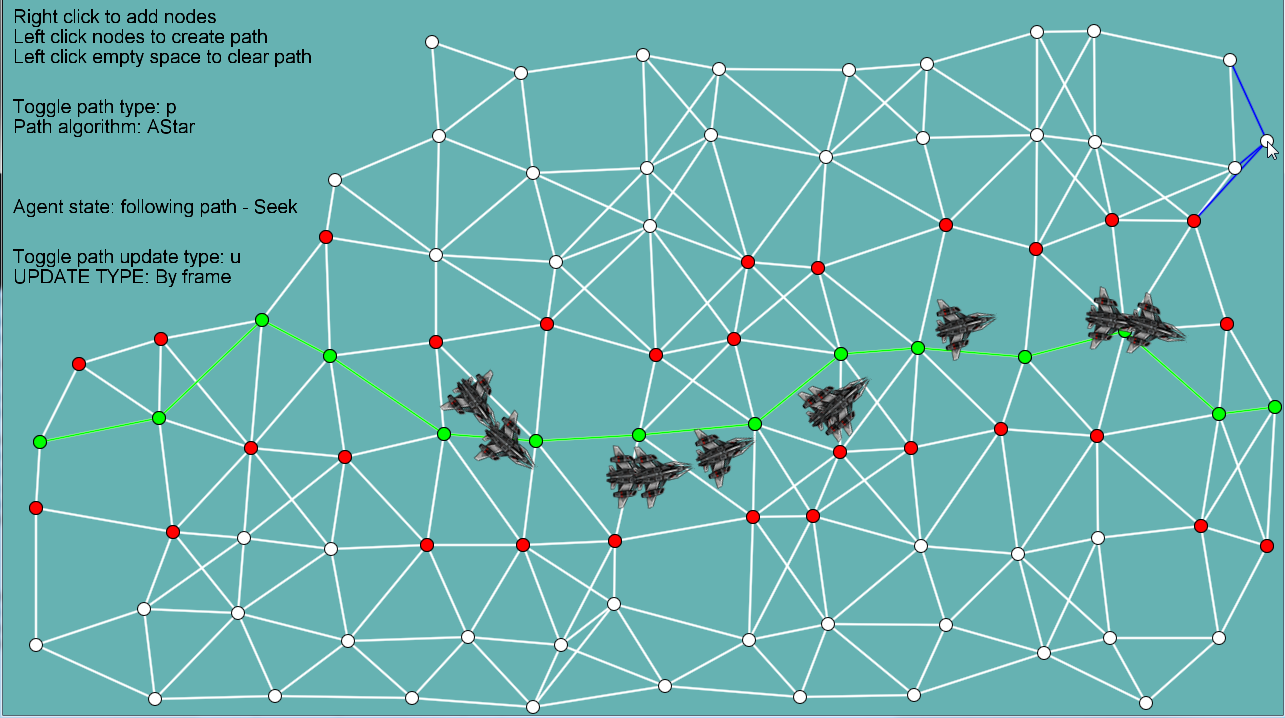 Right click to add nodes
Left click nodes to create path
Left click empty space to clear path
Toggle path type: p
Path algorithm: AStar
Agent state: following path - Seek
Toggle path update type: u
UPDATE TYPE: By frame